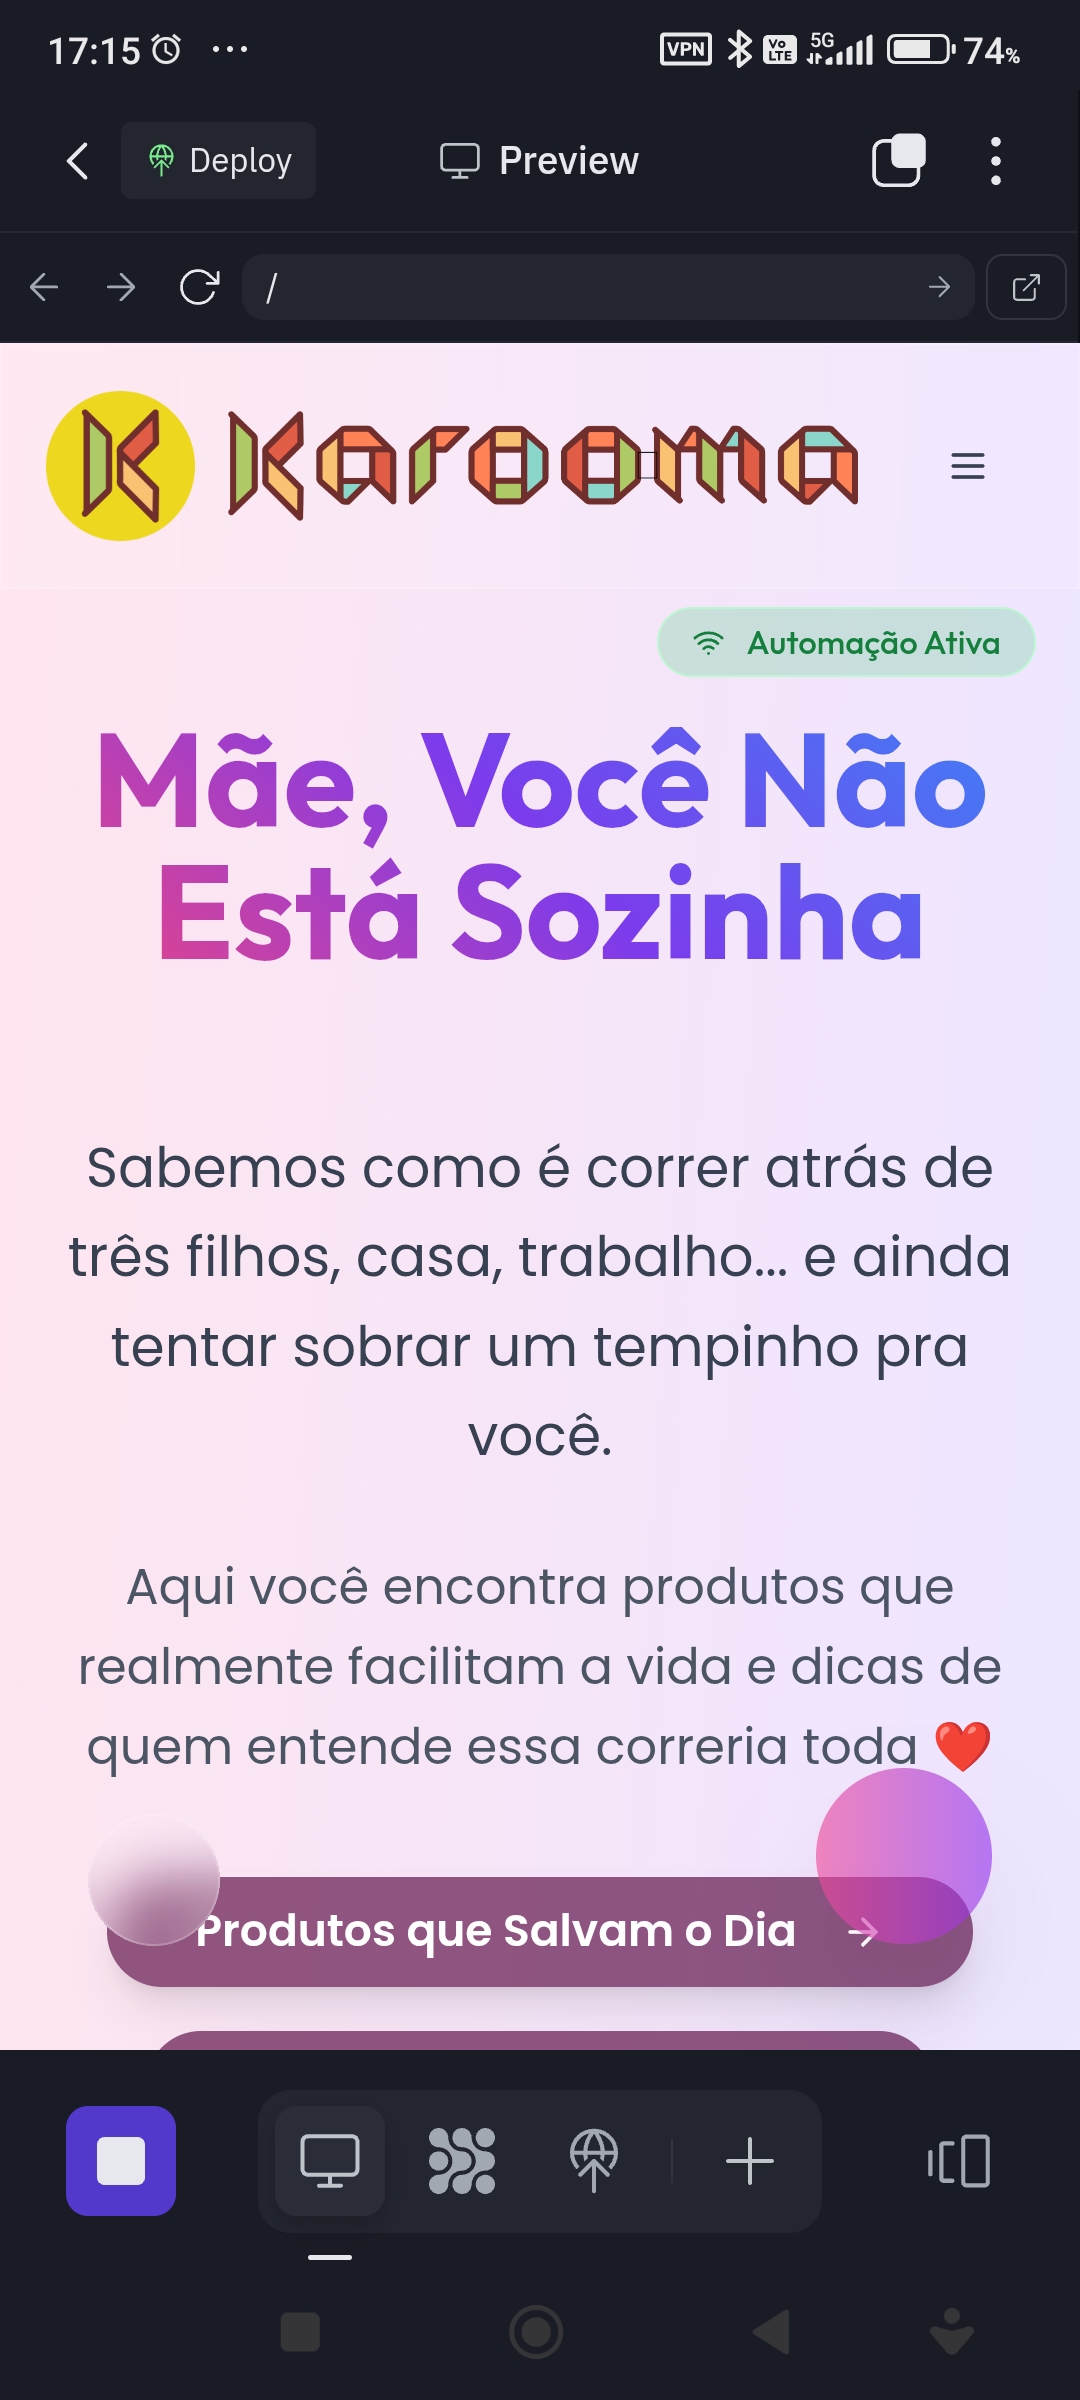 17:15
VPN
Vo
LTE
5G
74%
Deploy
Preview
/
K
Karooma
Automação Ativa
Mãe, Você Não
Está Sozinha
Sabemos como é correr atrás de
três filhos, casa, trabalho... e ainda
tentar sobrar um tempinho pra
você.
Aqui você encontra produtos que
realmente facilitam a vida e dicas de
quem entende essa correria toda ❤️
Produtos que Salvam o Dia